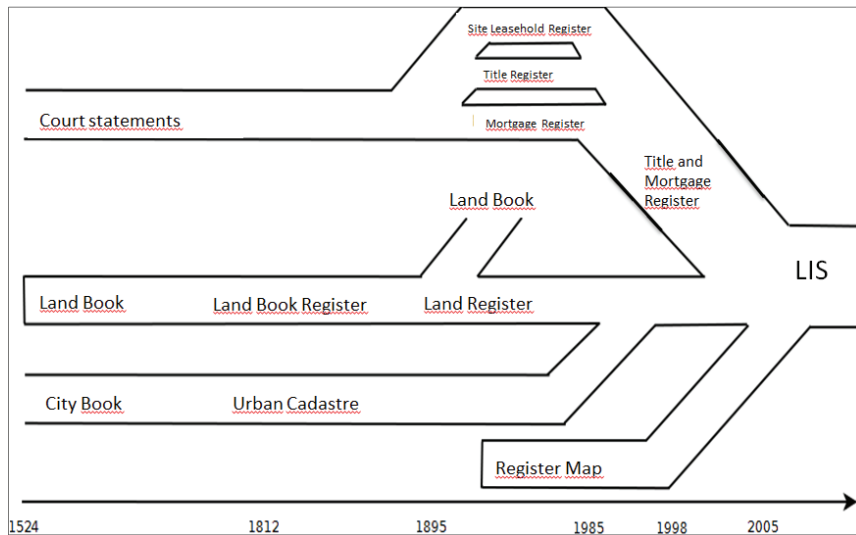 Site Leasehold Register
Title Register
Court statements
Mortgage Register
Title and
Mortgage
Register
Land Book
LIS
Land Book
Land Book Register
Land Register
City Book
Urban Cadastre
Register Map
1524
1812
1895
1985
1998
2005